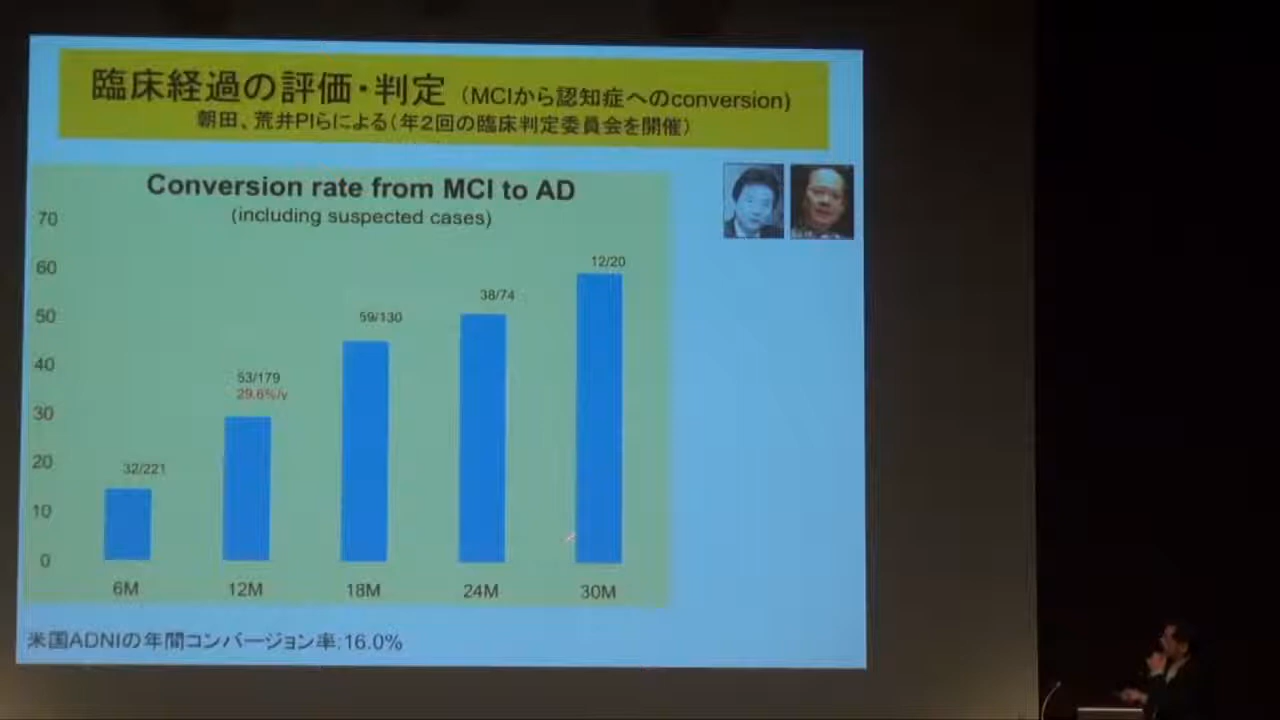 臨床経過の評価・判定 (MCIから認知症へのconversion)
朝田、荒井PIらによる(年2回の臨床判定委員会を開催)
Conversion rate from MCI to AD
(including suspected cases)
70
60
50
40
30
20
10
0
32/221
53/179
29.6%/y
59/130
38/74
12/20
6M
12M
18M
24M
30M
米国ADNIの年間コンバージョン率:16.0%